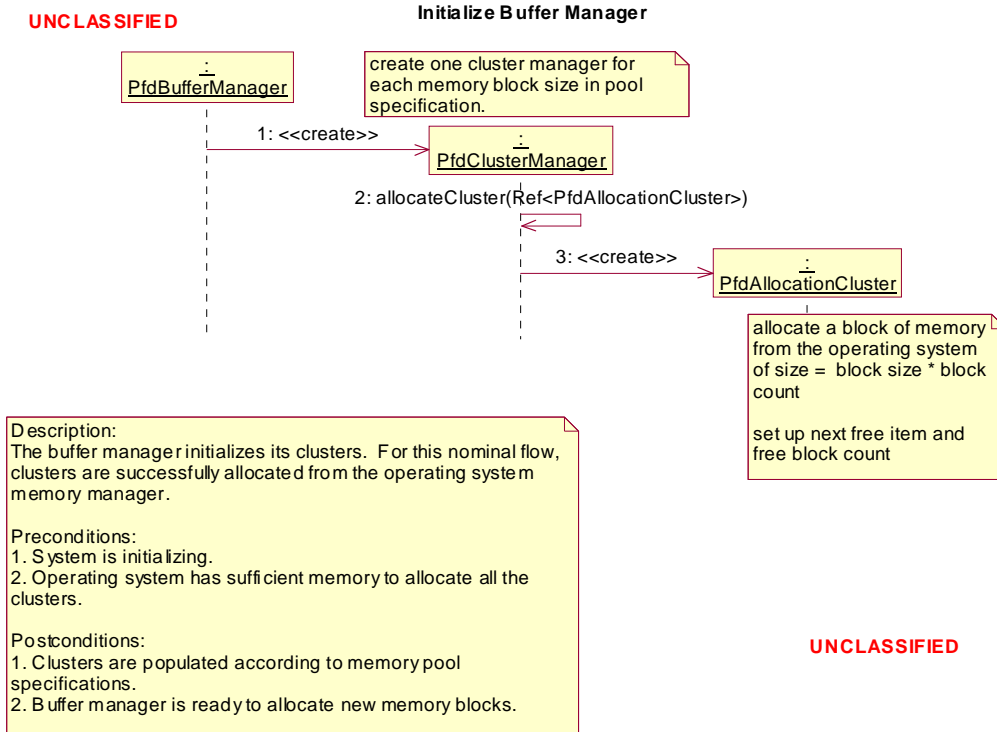 Initialize Buffer Manager
UNCLASSIFIED
:
PfdBufferManager
create one cluster manager for
each memory block size in pool
specification.
1: <<create>>
:
PfdClusterManager
2: allocateCluster(Ref<PfdAllocationCluster>)
3: <<create>>
:
PfdAllocationCluster
allocate a block of memory
from the operating system
of size = block size * block
count
set up next free item and
free block count
Description:
The buffer manager initializes its clusters. For this nominal flow,
clusters are successfully allocated from the operating system
memory manager.
Preconditions:
1. System is initializing.
2. Operating system has sufficient memory to allocate all the
clusters.
Postconditions:
1. Clusters are populated according to memory pool
specifications.
2. Buffer manager is ready to allocate new memory blocks.
UNCLASSIFIED